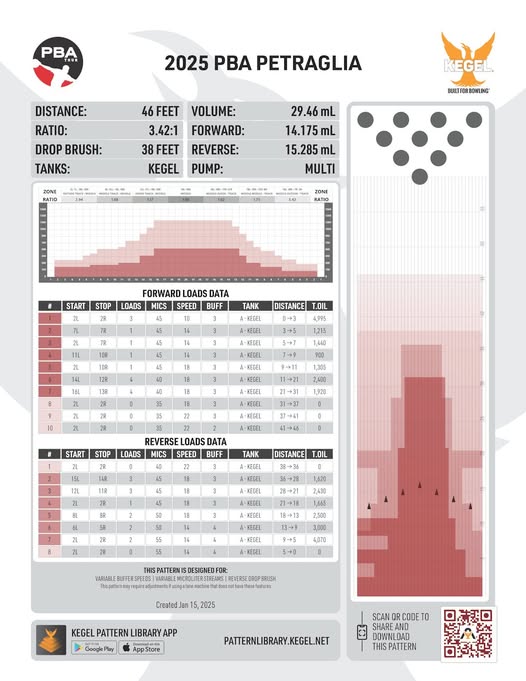 PBA
TOUR
2025 PBA PETRAGLIA
KEGEL
BUILT FOR BOWLING
DISTANCE: 46 FEET
RATIO: 3.42:1
DROP BRUSH: 38 FEET
TANKS: KEGEL
VOLUME: 29.46 mL
FORWARD: 14.175 mL
REVERSE: 15.285 mL
PUMP: MULTI
ZONE
RATIO
ZONE
RATIO
FORWARD LOADS DATA
# START STOP LOADS MICS SPEED BUFF TANK DISTANCE T.OIL
1 2L 2R 3 45 10 3 A - KEGEL 0 → 3 4,995
2 7L 7R 1 45 14 3 A - KEGEL 3 → 5 1,215
3 2L 2R 1 45 14 3 A - KEGEL 5 → 7 1,440
4 11L 10R 1 45 14 3 A - KEGEL 7 → 9 900
5 2L 2R 1 45 18 3 A - KEGEL 9 → 11 1,305
6 14L 12R 4 40 18 3 A - KEGEL 11 → 21 2,400
7 16L 13R 4 40 18 3 A - KEGEL 21 → 31 1,920
8 2L 2R 0 35 18 3 A - KEGEL 31 → 37 0
9 2L 2R 0 35 22 3 A - KEGEL 37 → 41 0
10 2L 2R 0 35 22 2 A - KEGEL 41 → 46 0
REVERSE LOADS DATA
# START STOP LOADS MICS SPEED BUFF TANK DISTANCE T.OIL
1 2L 2R 0 40 22 3 A - KEGEL 38 → 36 0
2 15L 14R 3 45 18 3 A - KEGEL 36 → 28 1,620
3 12L 11R 3 45 18 3 A - KEGEL 28 → 21 2,430
4 2L 2R 1 45 18 3 A - KEGEL 21 → 18 1,665
5 8L 8R 2 50 18 3 A - KEGEL 18 → 13 2,500
6 6L 5R 2 50 14 4 A - KEGEL 13 → 9 3,000
7 2L 2R 2 55 14 4 A - KEGEL 9 → 5 4,070
8 2L 2R 0 55 14 4 A - KEGEL 5 → 0 0
THIS PATTERN IS DESIGNED FOR:
VARIABLE BUFFER SPEEDS | VARIABLE MICROLITER STREAMS | REVERSE DROP BRUSH
This pattern may require adjustments if using a lane machine that does not have these features.
Created Jan 15, 2025
KEGEL PATTERN LIBRARY APP
Google Play
App Store
PATTERNLIBRARY.KEGEL.NET
SCAN QR CODE TO
SHARE AND
DOWNLOAD
THIS PATTERN